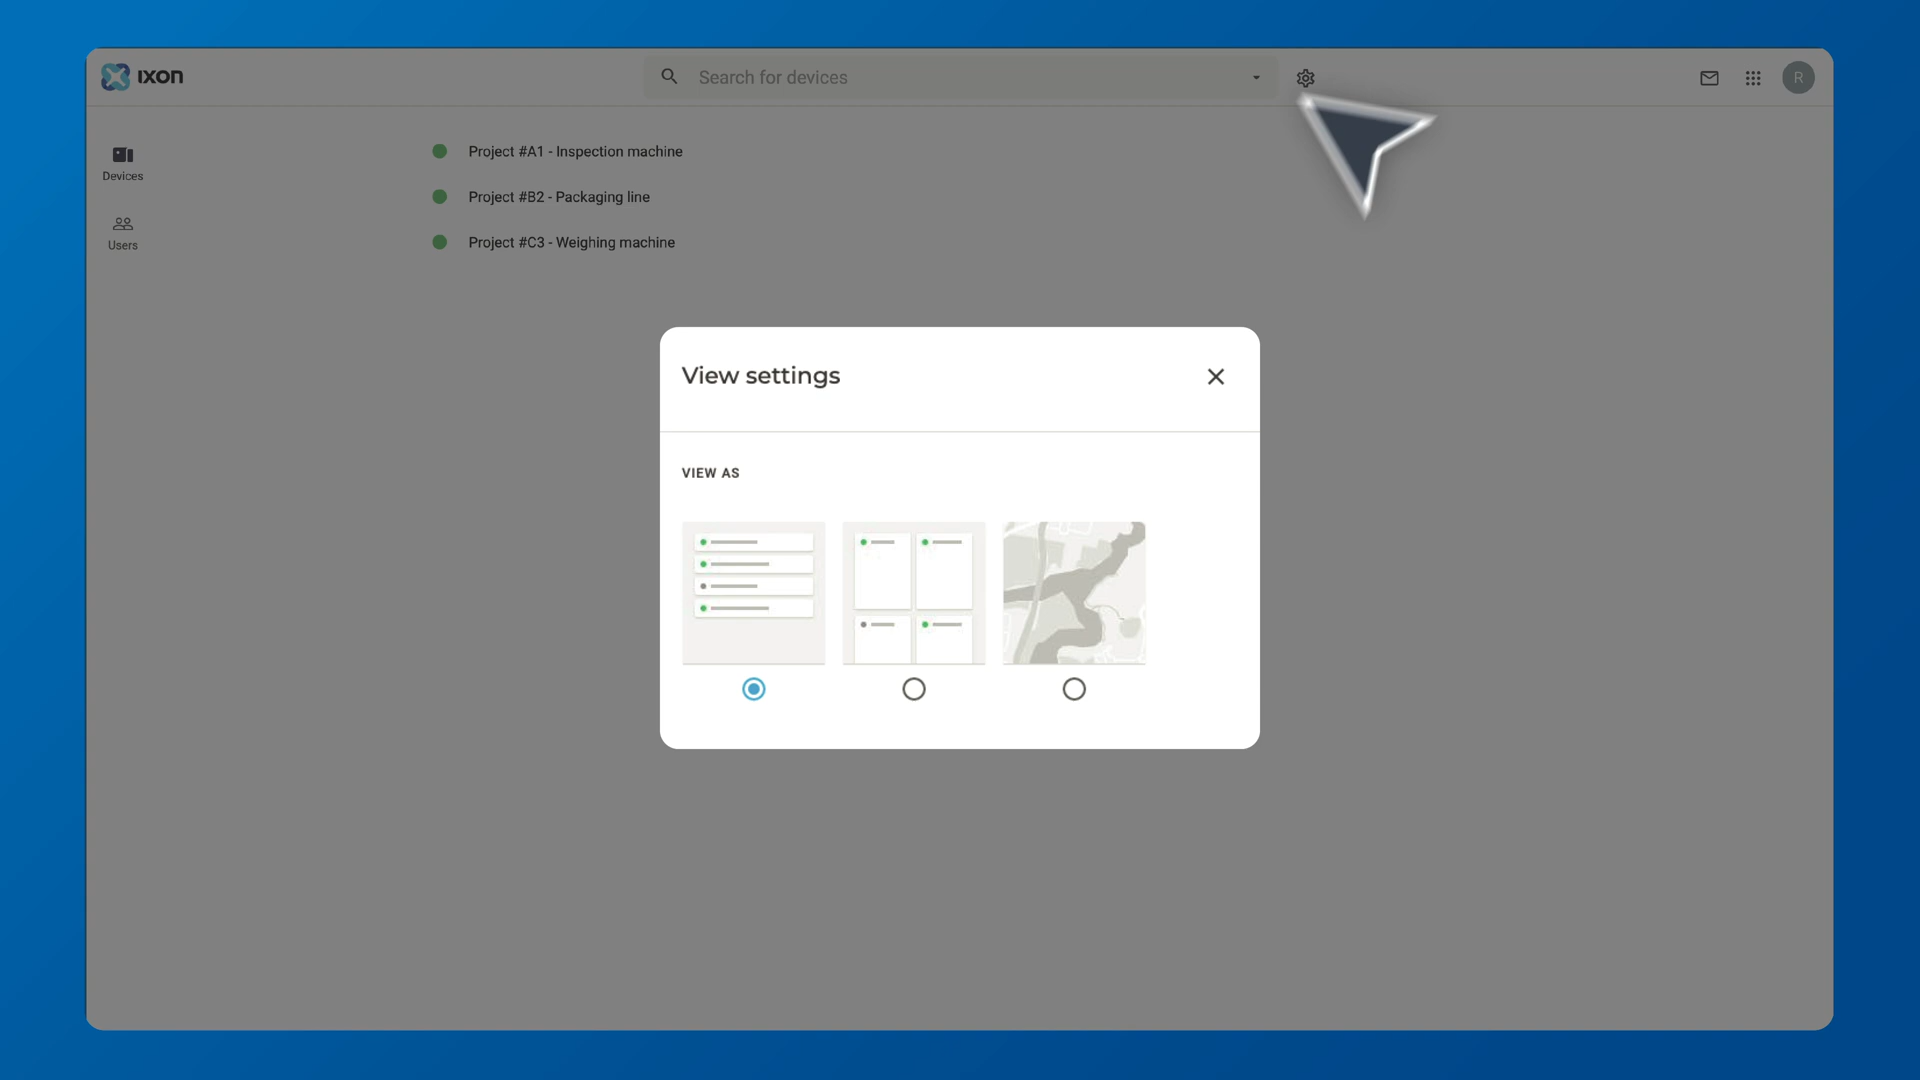 IXON
Search for devices
R
Devices
Users
Project #A1 - Inspection machine
Project #B2 - Packaging line
Project #C3 - Weighing machine
View settings
VIEW AS